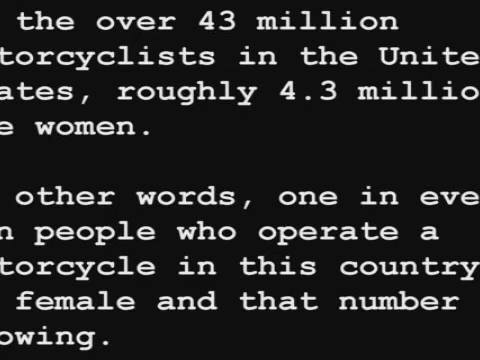 the over 43 million
torcyclists in the Unite
ates, roughly 4.3 millio
e women.
other words, one in eve
n people who operate a
torcycle in this country
female and that number
owing.